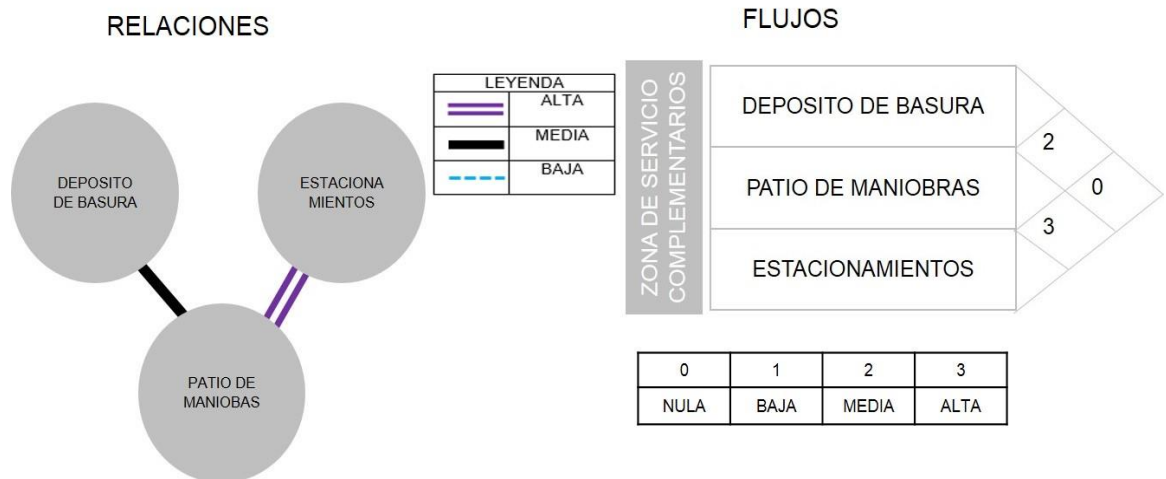 RELACIONES
DEPOSITO
DE BASURA
ESTACIONA
MIENTOS
PATIO DE
MANIOBAS
LEYENDA
ALTA
MEDIA
BAJA
FLUJOS
ZONA DE SERVICIO
COMPLEMENTARIOS
DEPOSITO DE BASURA
PATIO DE MANIOBRAS
ESTACIONAMIENTOS
2
0
3
0 1 2 3
NULA BAJA MEDIA ALTA